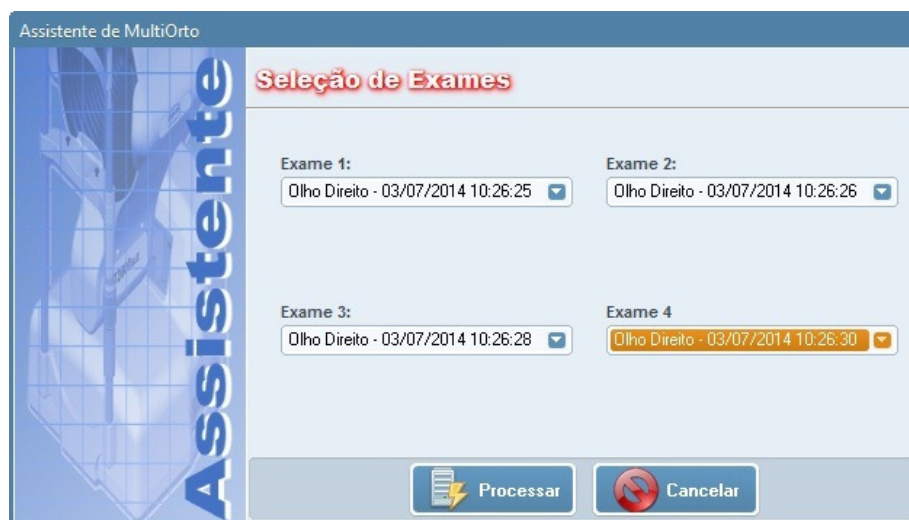 Assistente de MultiOrto
Assistente
Seleção de Exames
Exame 1:
Olho Direito - 03/07/2014 10:26:25
Exame 2:
Olho Direito - 03/07/2014 10:26:26
Exame 3:
Olho Direito - 03/07/2014 10:26:28
Exame 4
Olho Direito - 03/07/2014 10:26:30
Processar
Cancelar